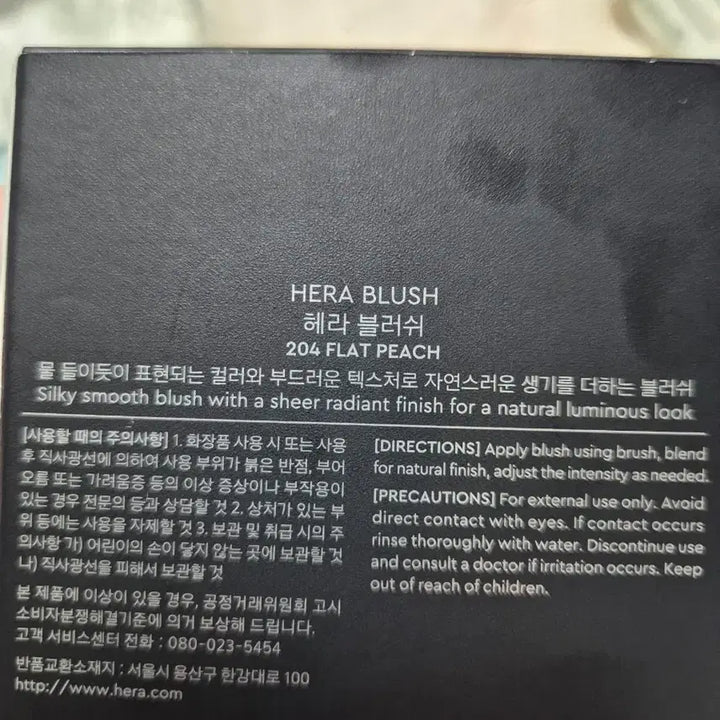 HERA BLUSH
헤라 블러쉬
204 FLAT PEACH
물 들이듯이 표현되는 컬러와 부드러운 텍스처로 자연스러운 생기를 더하는 블러쉬
Silky smooth blush with a sheer radiant finish for a natural luminous look
[사용할 때의 주의사항] 1. 화장품 사용 시 또는 사용
후 직사광선에 의하여 사용 부위가 붉은 반점, 부어
오름 또는 가려움증 등의 이상 증상이나 부작용이
있는 경우 전문의 등과 상담할 것 2. 상처가 있는 부
위 등에는 사용을 자제할 것 3. 보관 및 취급 시의 주
의사항 가) 어린이의 손이 닿지 않는 곳에 보관할 것
나) 직사광선을 피해서 보관할 것
본 제품에 이상이 있을 경우, 공정거래위원회 고시
소비자분쟁해결기준에 의거 보상해 드립니다.
고객 서비스센터 전화 : 080-023-5454
반품교환소재지 : 서울시 용산구 한강대로 100
http://www.hera.com
[DIRECTIONS] Apply blush using brush, blend
for natural finish, adjust the intensity as needed.
[PRECAUTIONS] For external use only. Avoid
direct contact with eyes. If contact occurs
rinse thoroughly with water. Discontinue use
and consult a doctor if irritation occurs. Keep
out of reach of children.